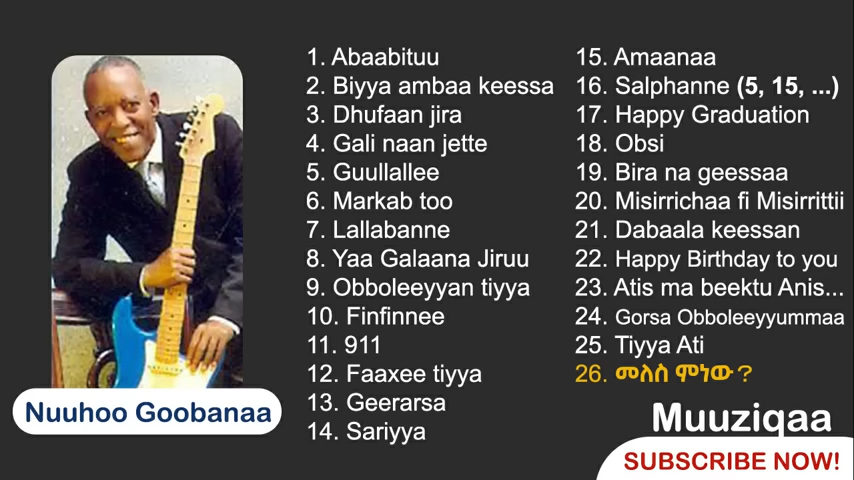 1. Abaabituu
2. Biyya ambaa keessa
3. Dhufaan jira
4. Gali naan jette
5. Guullallee
6. Markab too
7. Lallabanne
8. Yaa Galaana Jiruu
9. Obboleeyyan tiyya
10. Finfinnee
11. 911
12. Faaxee tiyya
13. Geerarsa
14. Sariyya
15. Amaanaa
16. Salphanne (5, 15, ...)
17. Happy Graduation
18. Obsi
19. Bira na geessaa
20. Misirrichaa fi Misirrittii
21. Dabaala keessan
22. Happy Birthday to you
23. Atis ma beektu Anis...
24. Gorsa Obboleeyyummaa
25. Tiyya Ati
26. መለስ ምነው?
Nuuhoo Goobanaa
Muuziqaa
SUBSCRIBE NOW!